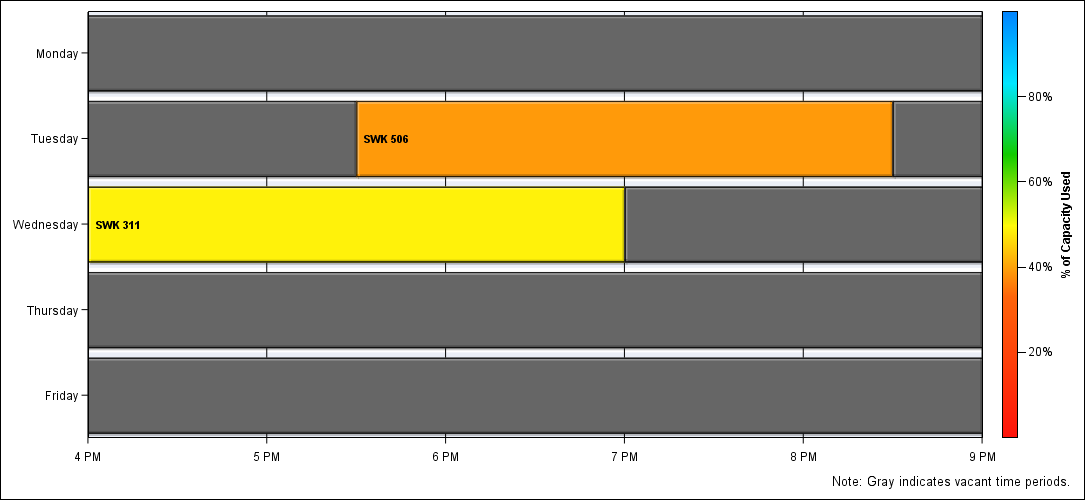 Monday
Tuesday
SWK 506
Wednesday
SWK 311
Thursday
Friday
4 PM
5 PM
6 PM
7 PM
8 PM
9 PM
80%
60%
40%
20%
% of Capacity Used
Note: Gray indicates vacant time periods.